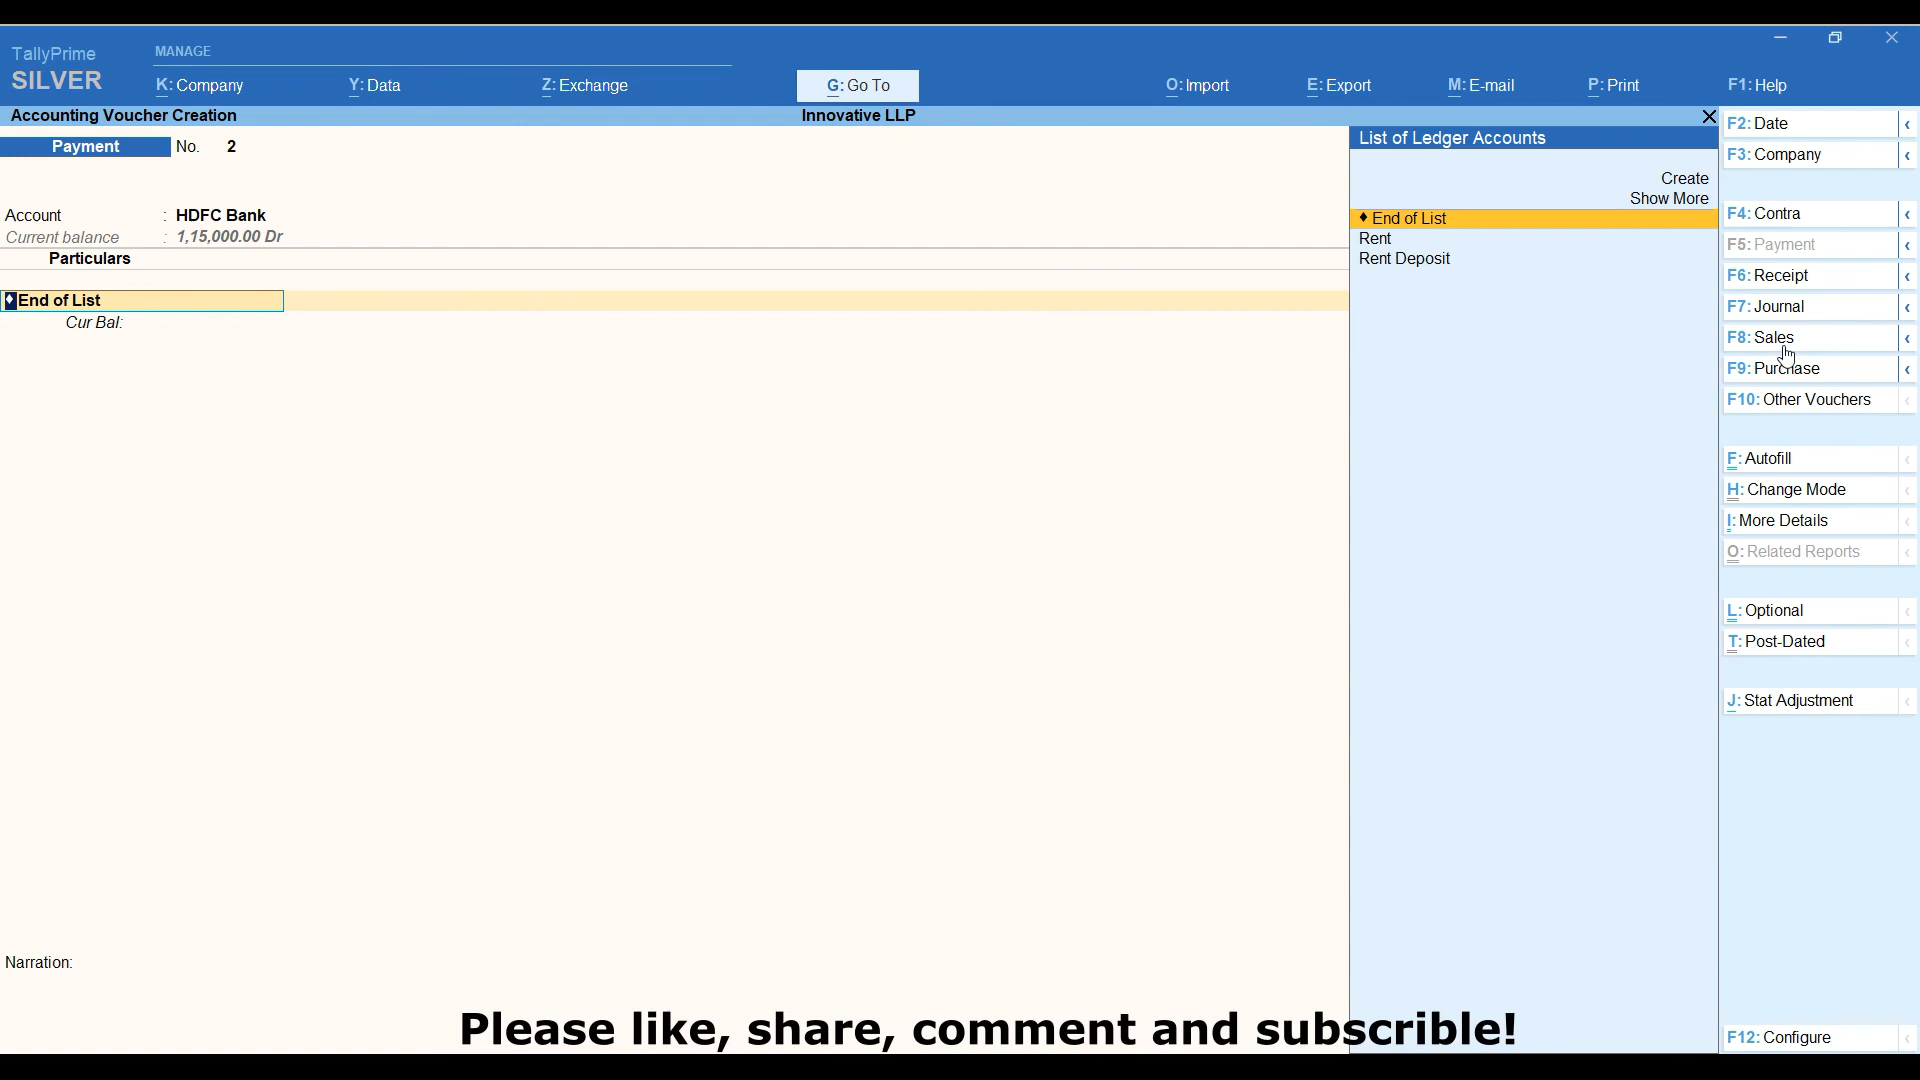 TallyPrime
SILVER
MANAGE
K: Company
Y: Data
Z: Exchange
G: Go To
O: Import
E: Export
M: E-mail
P: Print
F1: Help
Accounting Voucher Creation
Innovative LLP
Payment No. 2
Account : HDFC Bank
Current balance : 1,15,000.00 Dr
Particulars
♦ End of List
Cur Bal:
Narration:
List of Ledger Accounts
Create
Show More
♦ End of List
Rent
Rent Deposit
F2: Date
F3: Company
F4: Contra
F5: Payment
F6: Receipt
F7: Journal
F8: Sales
F9: Purchase
F10: Other Vouchers
F: Autofill
H: Change Mode
I: More Details
O: Related Reports
L: Optional
T: Post-Dated
J: Stat Adjustment
F12: Configure
Please like, share, comment and subscrible!